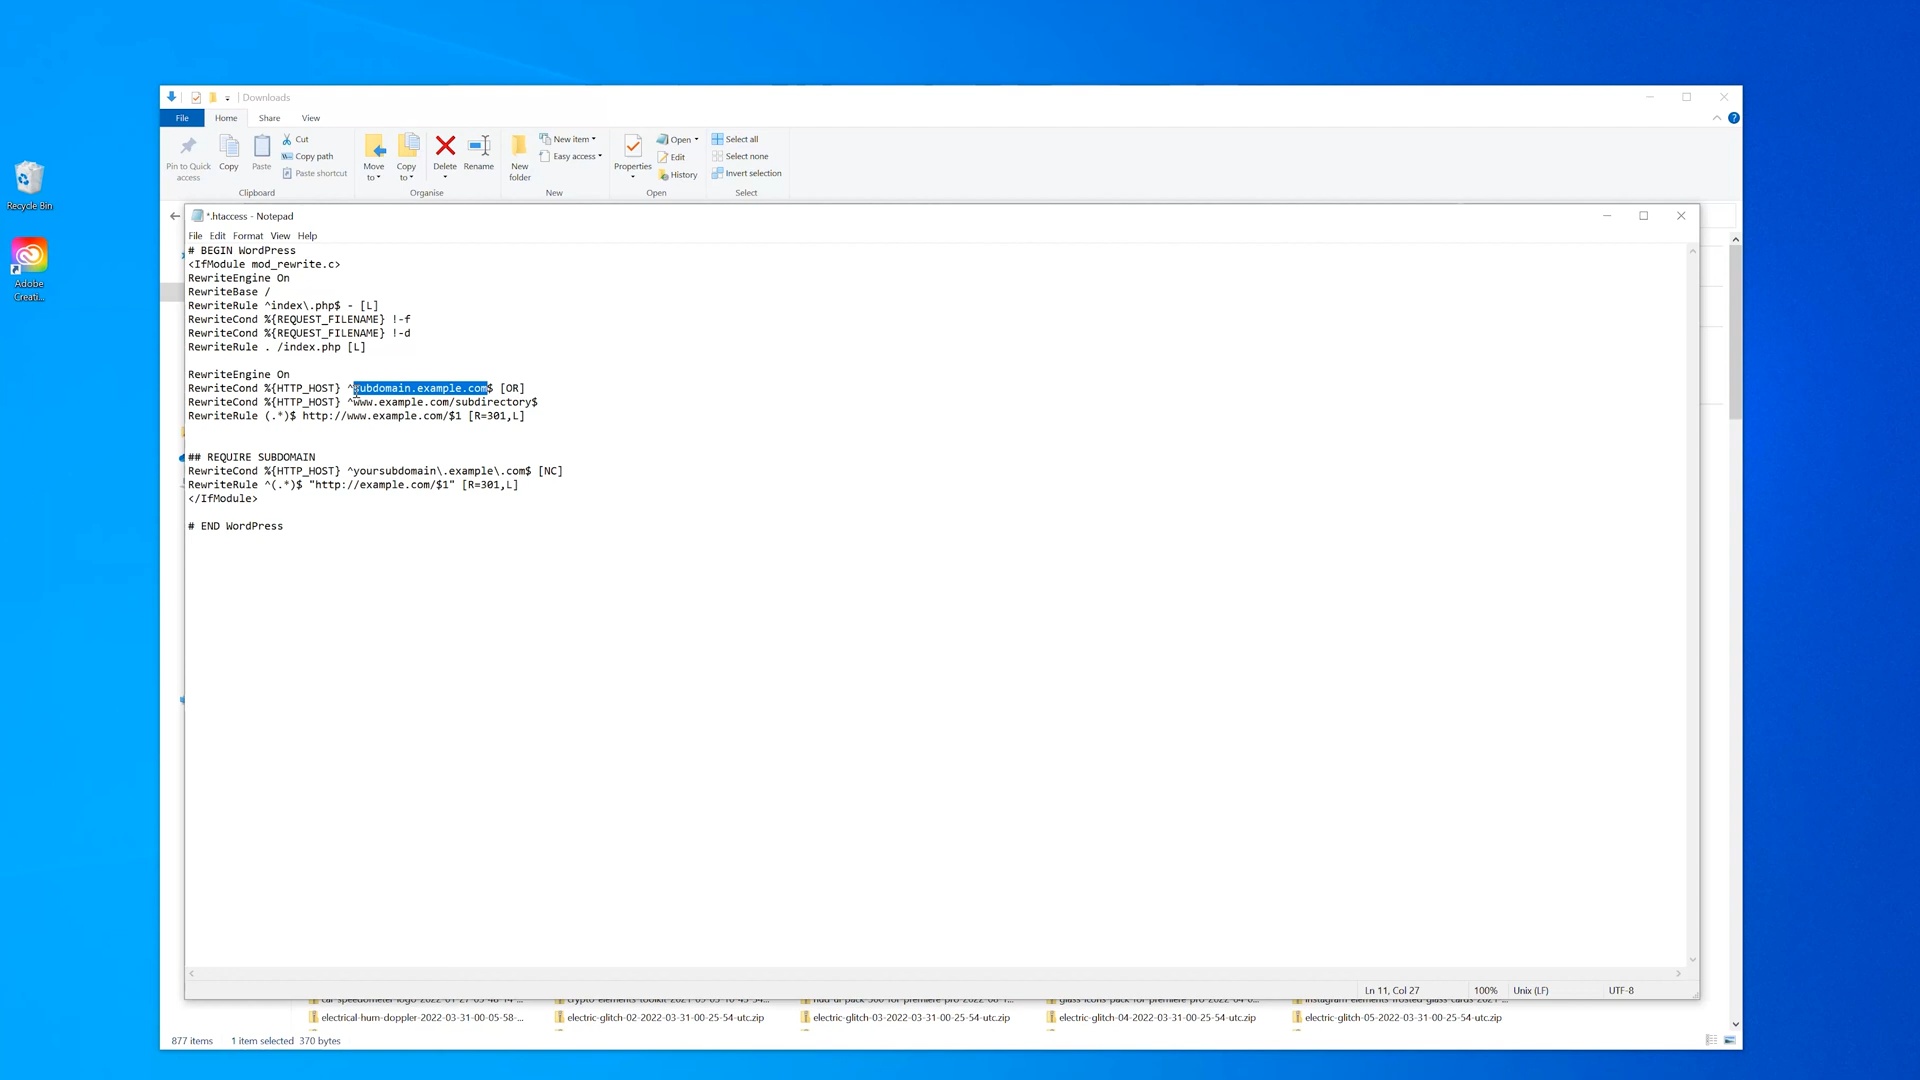 Downloads
File Home Share View
Pin to Quick access
Copy
Paste
Cut
Copy path
Paste shortcut
Clipboard
Move to
Copy to
Delete
Rename
Organise
New folder
New item
Easy access
New
Properties
Open
Edit
History
Open
Select all
Select none
Invert selection
Select
Recycle Bin
Adobe Creati...
*.htaccess - Notepad
File Edit Format View Help
# BEGIN WordPress
<IfModule mod_rewrite.c>
RewriteEngine On
RewriteBase /
RewriteRule ^index\.php$ - [L]
RewriteCond %{REQUEST_FILENAME} !-f
RewriteCond %{REQUEST_FILENAME} !-d
RewriteRule . /index.php [L]
RewriteEngine On
RewriteCond %{HTTP_HOST} ^subdomain.example.com$ [OR]
RewriteCond %{HTTP_HOST} ^www.example.com/subdirectory$
RewriteRule (.*)$ http://www.example.com/$1 [R=301,L]
## REQUIRE SUBDOMAIN
RewriteCond %{HTTP_HOST} ^yoursubdomain\.example\.com$ [NC]
RewriteRule ^(.*)$ "http://example.com/$1" [R=301,L]
</IfModule>
# END WordPress
Ln 11, Col 27 100% Unix (LF) UTF-8
electrical-hum-doppler-2022-03-31-00-05-58-... electric-glitch-02-2022-03-31-00-25-54-utc.zip electric-glitch-03-2022-03-31-00-25-54-utc.zip electric-glitch-04-2022-03-31-00-25-54-utc.zip electric-glitch-05-2022-03-31-00-25-54-utc.zip
877 items 1 item selected 370 bytes